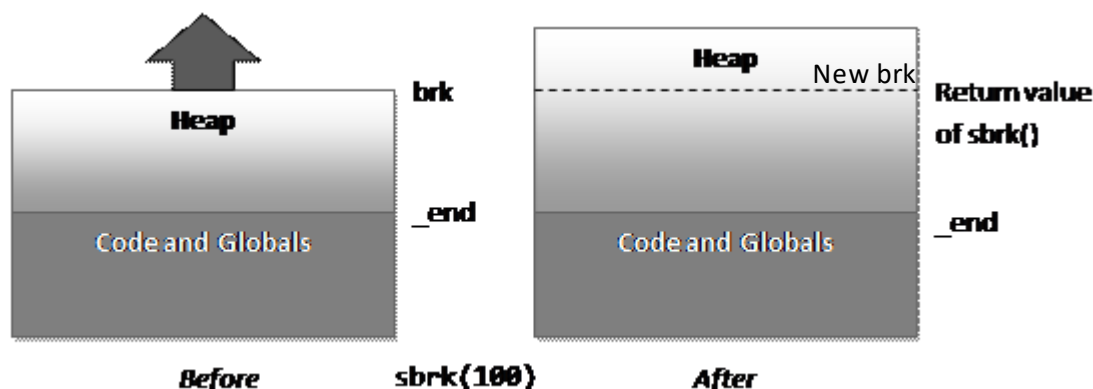 Heap
brk
_end
Code and Globals
Before
sbrk(100)
Heap
New brk
Return value
of sbrk()
_end
Code and Globals
After